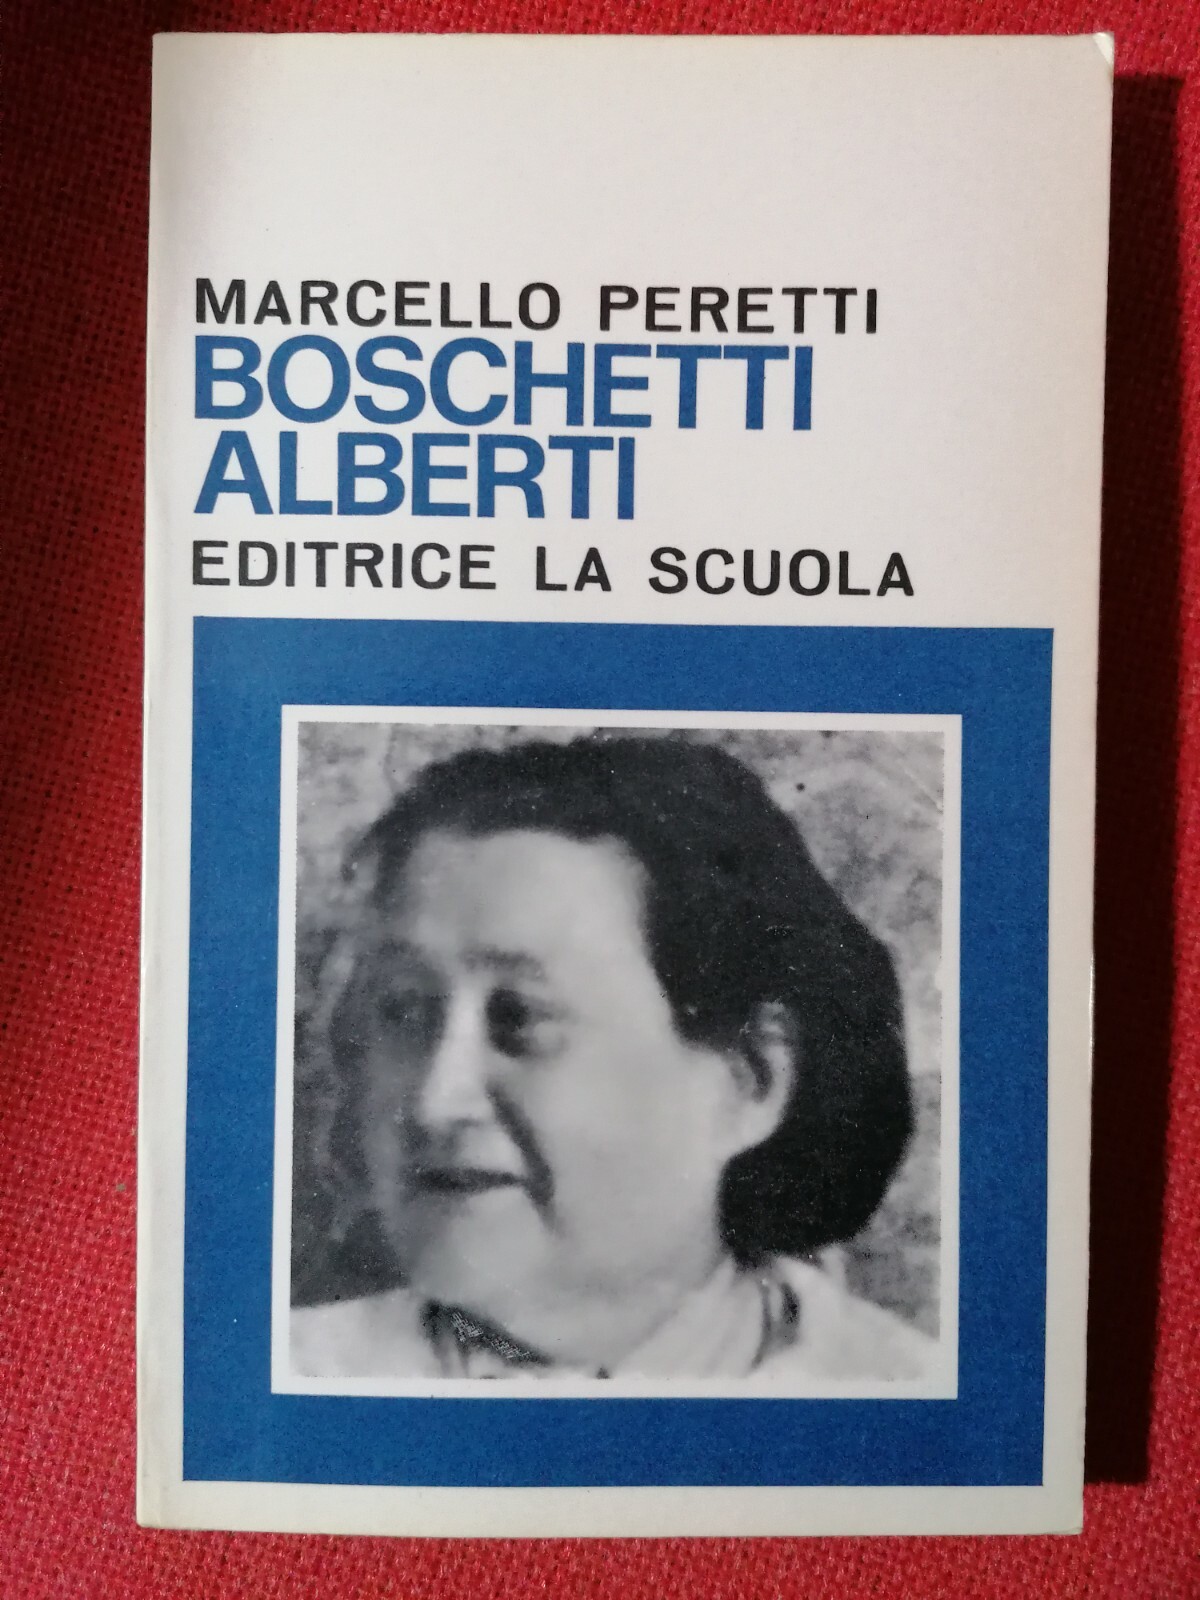 MARCELLO PERETTI
BOSCHETTI
ALBERTI
EDITRICE LA SCUOLA